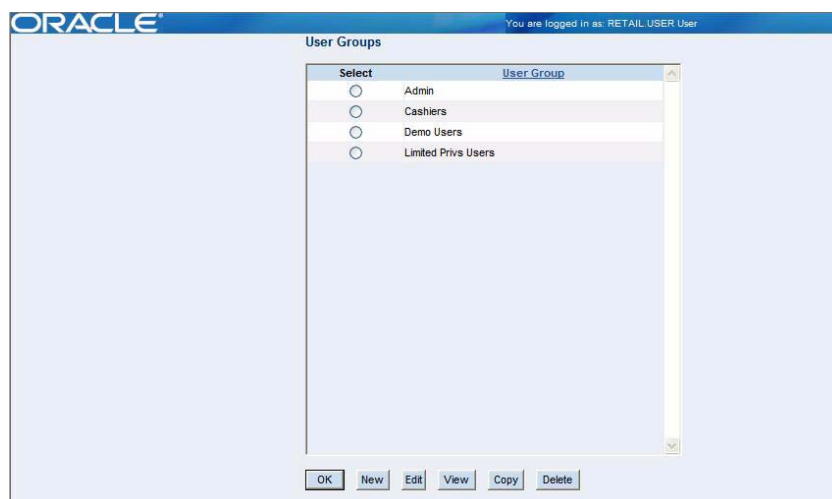 ORACLE®
You are logged in as: RETAIL.USER User
User Groups
Select User Group
Admin
Cashiers
Demo Users
Limited Privs Users
OK New Edit View Copy Delete